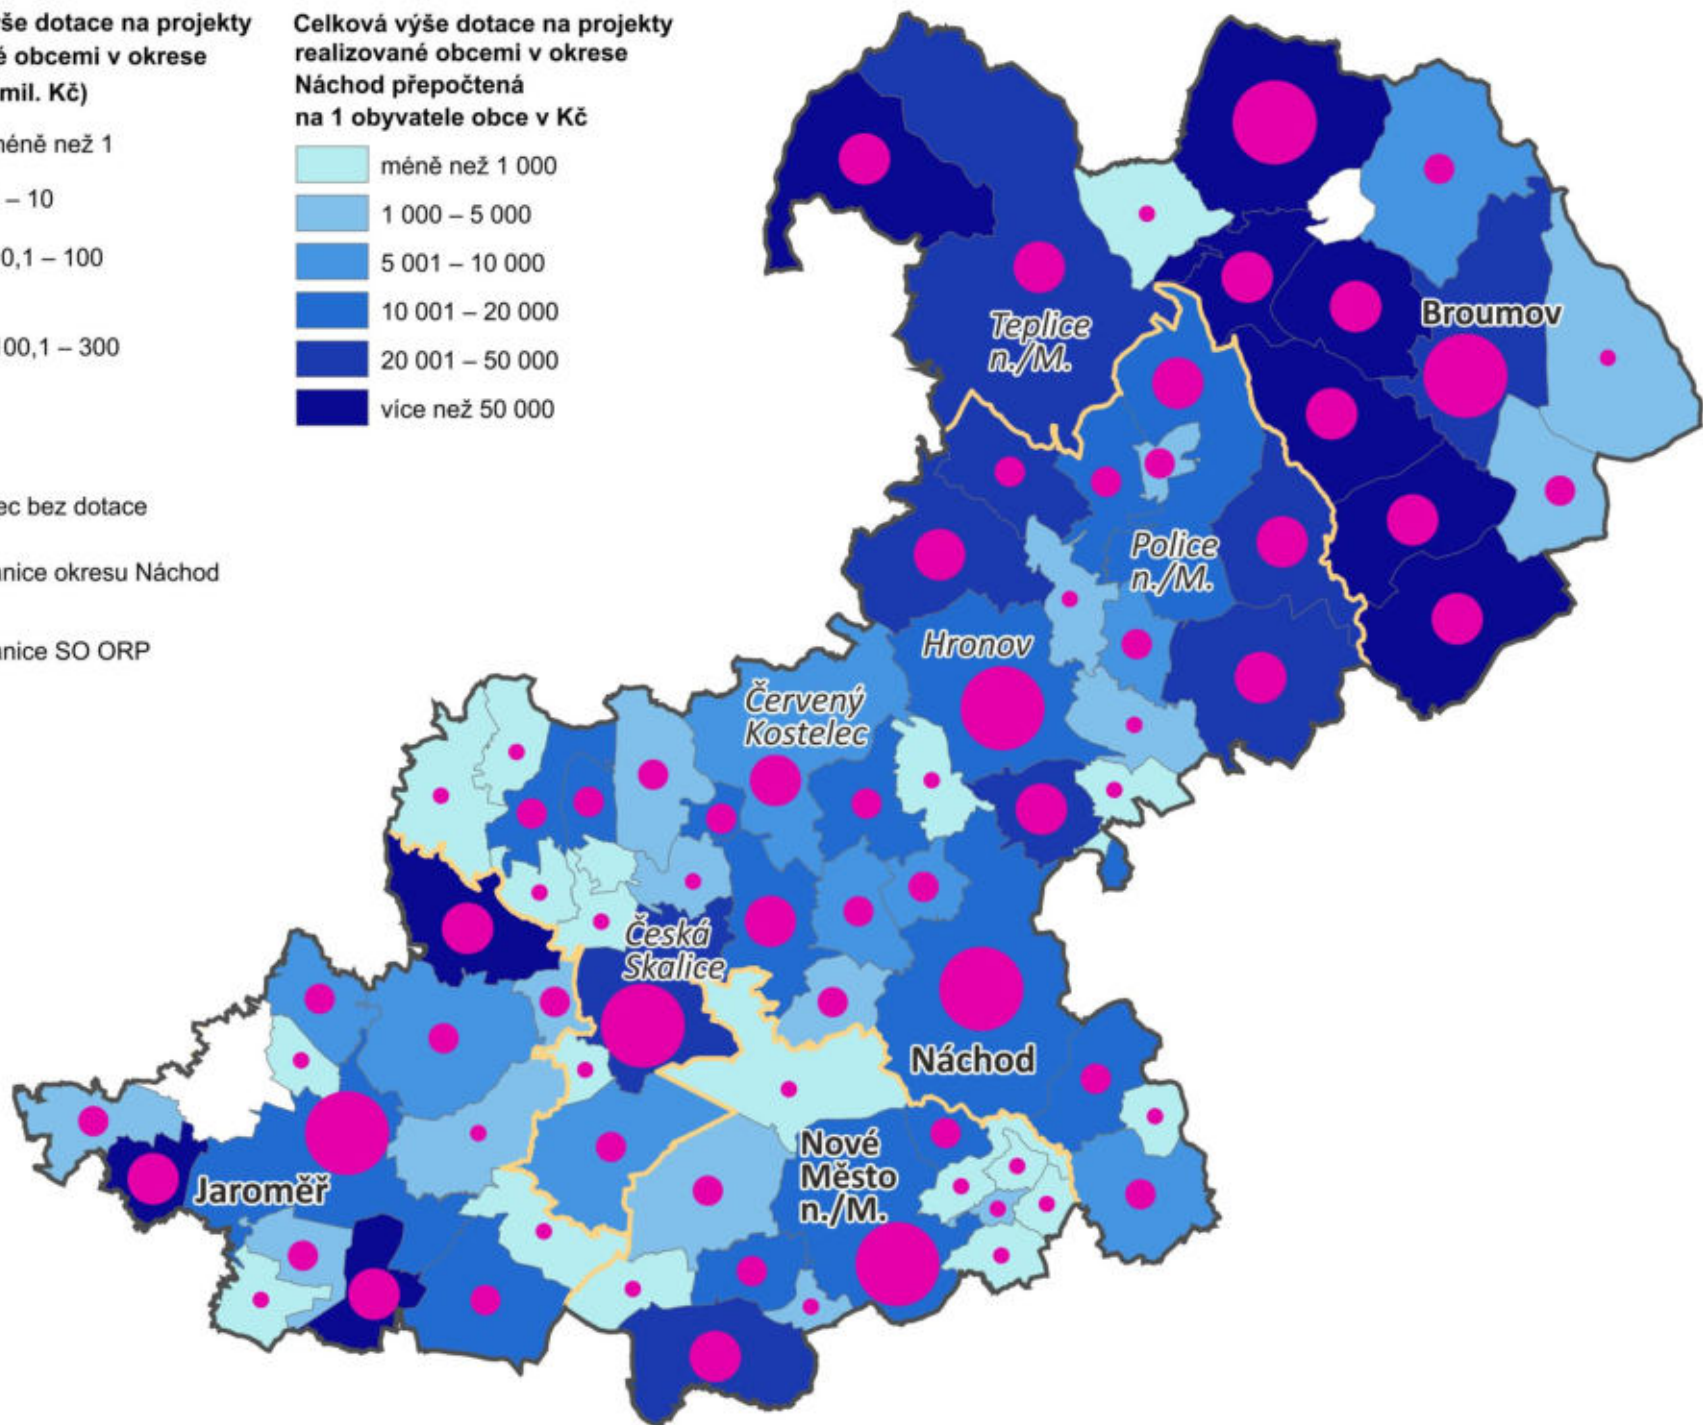 še dotace na projekty
é obcemi v okrese
mil. Kč)
méně než 1
– 10
0,1 – 100
100,1 – 300
ec bez dotace
anice okresu Náchod
anice SO ORP
Celková výše dotace na projekty
realizované obcemi v okrese
Náchod přepočtená
na 1 obyvatele obce v Kč
méně než 1 000
1 000 – 5 000
5 001 – 10 000
10 001 – 20 000
20 001 – 50 000
více než 50 000
Teplice
n./M.
Broumov
Police
n./M.
Hronov
Červený
Kostelec
Česká
Skalice
Náchod
Nové
Město
n./M.
Jaroměř